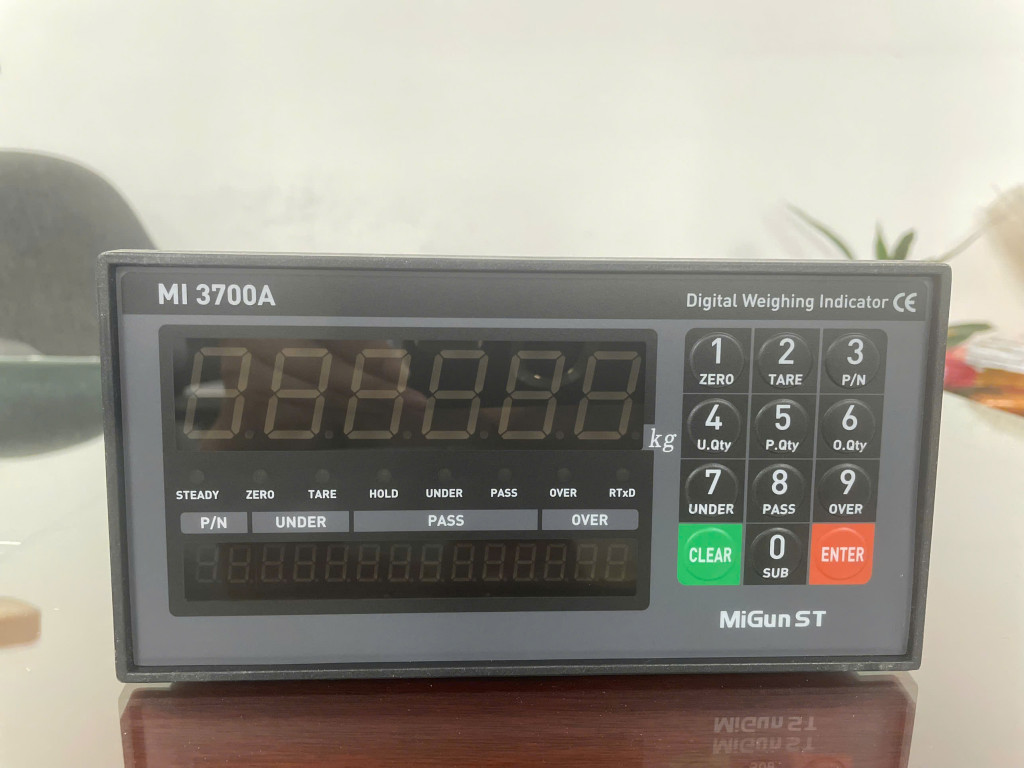 MI 3700A
Digital Weighing Indicator CE
kg
STEADY ZERO TARE HOLD UNDER PASS OVER RTxD
P/N UNDER PASS OVER
1 2 3
ZERO TARE P/N
4 5 6
U.Qty P.Qty O.Qty
7 8 9
UNDER PASS OVER
CLEAR 0 ENTER
SUB
MiGun ST